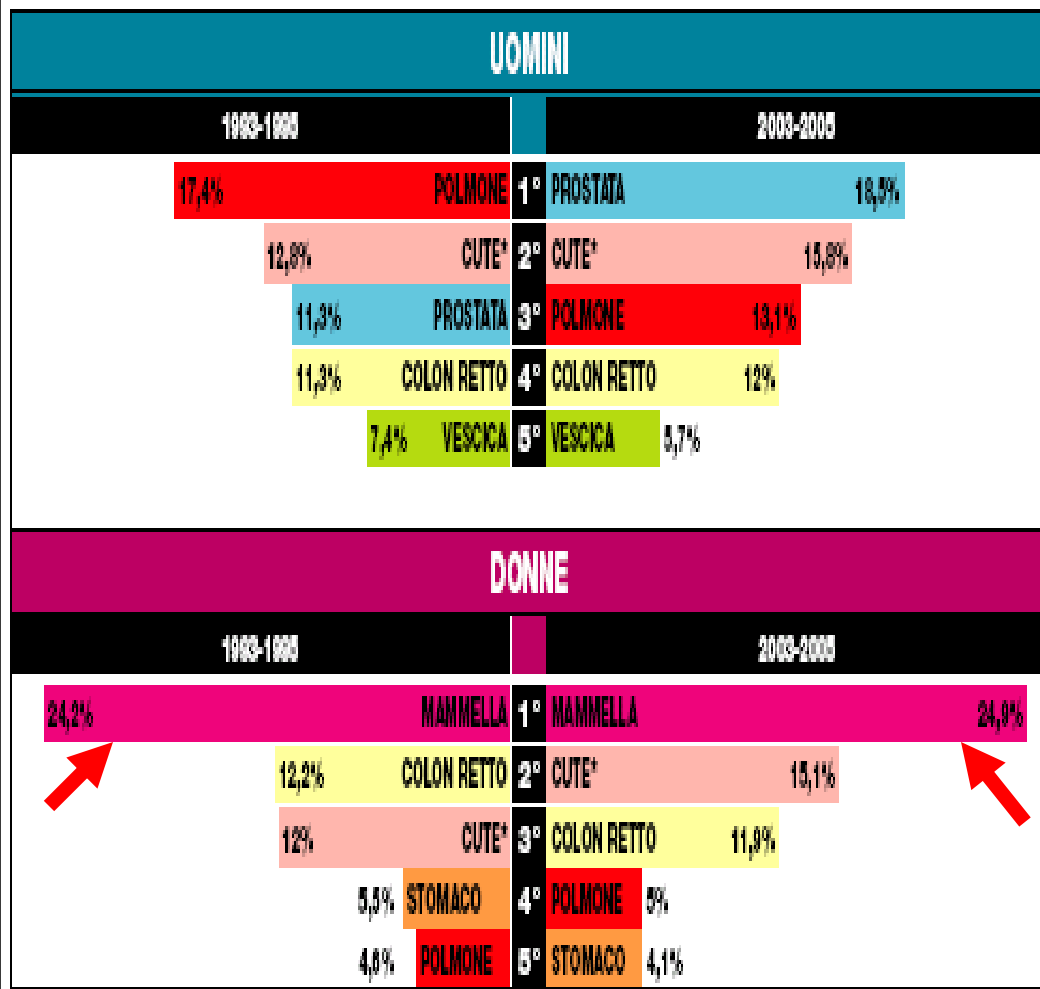 UOMINI
1993-1995 2003-2005
17,4% POLMONE 1° PROSTATA 18,5%
12,8% CUTE* 2° CUTE* 15,8%
11,3% PROSTATA 3° POLMONE 13,1%
11,3% COLON RETTO 4° COLON RETTO 12%
7,4% VESCICA 5° VESCICA 5,7%
DONNE
1993-1995 2003-2005
24,2% MAMMELLA 1° MAMMELLA 24,9%
12,2% COLON RETTO 2° CUTE* 15,1%
12% CUTE* 3° COLON RETTO 11,9%
5,5% STOMACO 4° POLMONE 5%
4,6% POLMONE 5° STOMACO 4,1%